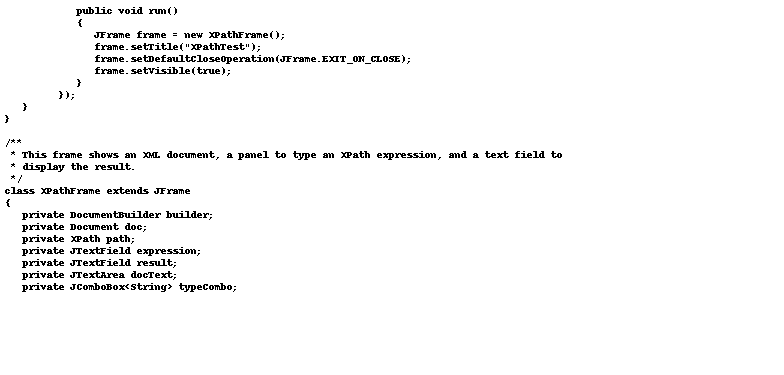 public void run()
{
JFrame frame = new XPathFrame();
frame.setTitle("XPathTest");
frame.setDefaultCloseOperation(JFrame.EXIT_ON_CLOSE);
frame.setVisible(true);
}
});
}
}
/**
* This frame shows an XML document, a panel to type an XPath expression, and a text field to
* display the result.
*/
class XPathFrame extends JFrame
{
private DocumentBuilder builder;
private Document doc;
private XPath path;
private JTextField expression;
private JTextField result;
private JTextArea docText;
private JComboBox<String> typeCombo;